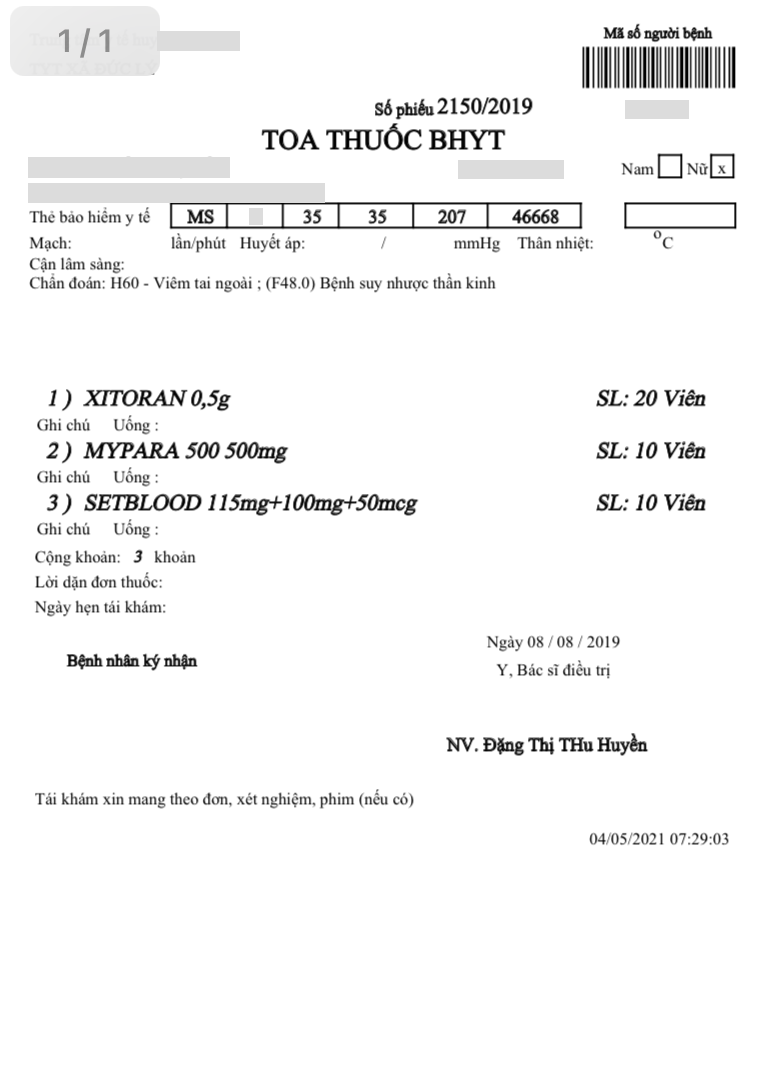 1/1
Mã số người bệnh
Số phiếu 2150/2019
TOA THUỐC BHYT
Nam Nữ x
Thẻ bảo hiểm y tế MS 35 35 207 46668
Mạch: lần/phút Huyết áp: / mmHg Thân nhiệt: °C
Cận lâm sàng:
Chẩn đoán: H60 - Viêm tai ngoài ; (F48.0) Bệnh suy nhược thần kinh
1 ) XITORAN 0,5g SL: 20 Viên
Ghi chú Uống :
2 ) MYPARA 500 500mg SL: 10 Viên
Ghi chú Uống :
3 ) SETBLOOD 115mg+100mg+50mcg SL: 10 Viên
Ghi chú Uống :
Cộng khoản: 3 khoản
Lời dặn đơn thuốc:
Ngày hẹn tái khám:
Ngày 08 / 08 / 2019
Bệnh nhân ký nhận
Y, Bác sĩ điều trị
NV. Đặng Thị THu Huyền
Tái khám xin mang theo đơn, xét nghiệm, phim (nếu có)
04/05/2021 07:29:03